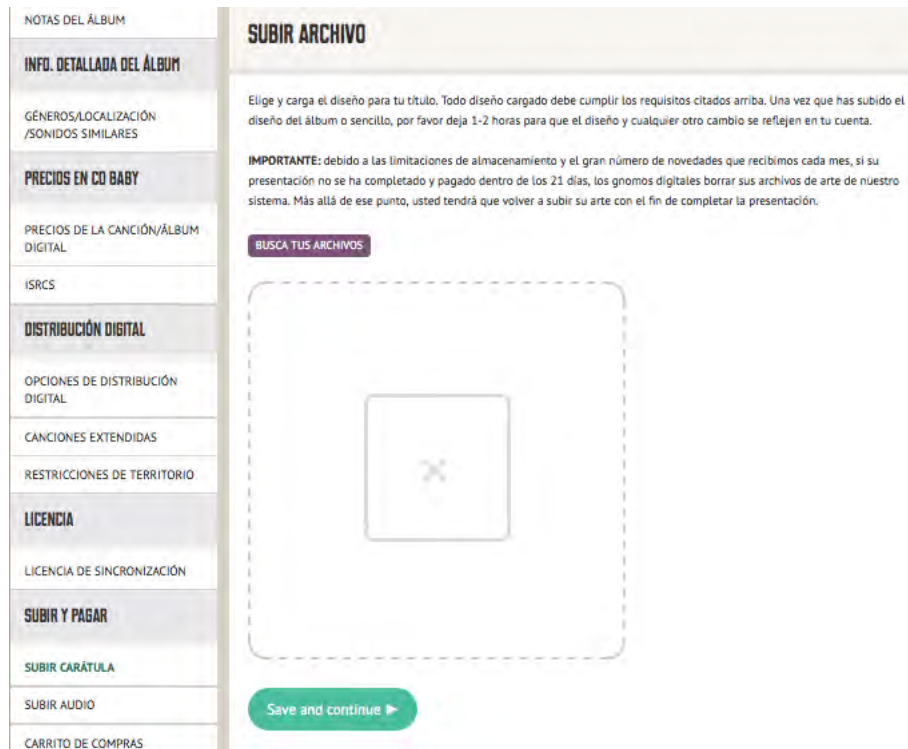 NOTAS DEL ÁLBUM
INFO. DETALLADA DEL ÁLBUM
GÉNEROS/LOCALIZACIÓN
/SONIDOS SIMILARES
PRECIOS EN CD BABY
PRECIOS DE LA CANCIÓN/ÁLBUM
DIGITAL
ISRCS
DISTRIBUCIÓN DIGITAL
OPCIONES DE DISTRIBUCIÓN
DIGITAL
CANCIONES EXTENDIDAS
RESTRICCIONES DE TERRITORIO
LICENCIA
LICENCIA DE SINCRONIZACIÓN
SUBIR Y PAGAR
SUBIR CARÁTULA
SUBIR AUDIO
CARRITO DE COMPRAS
SUBIR ARCHIVO
Elige y carga el diseño para tu título. Todo diseño cargado debe cumplir los requisitos citados arriba. Una vez que has subido el
diseño del álbum o sencillo, por favor deja 1-2 horas para que el diseño y cualquier otro cambio se reflejen en tu cuenta.
IMPORTANTE: debido a las limitaciones de almacenamiento y el gran número de novedades que recibimos cada mes, si su
presentación no se ha completado y pagado dentro de los 21 días, los gnomos digitales borrar sus archivos de arte de nuestro
sistema. Más allá de ese punto, usted tendrá que volver a subir su arte con el fin de completar la presentación.
BUSCA TUS ARCHIVOS
Save and continue ▶